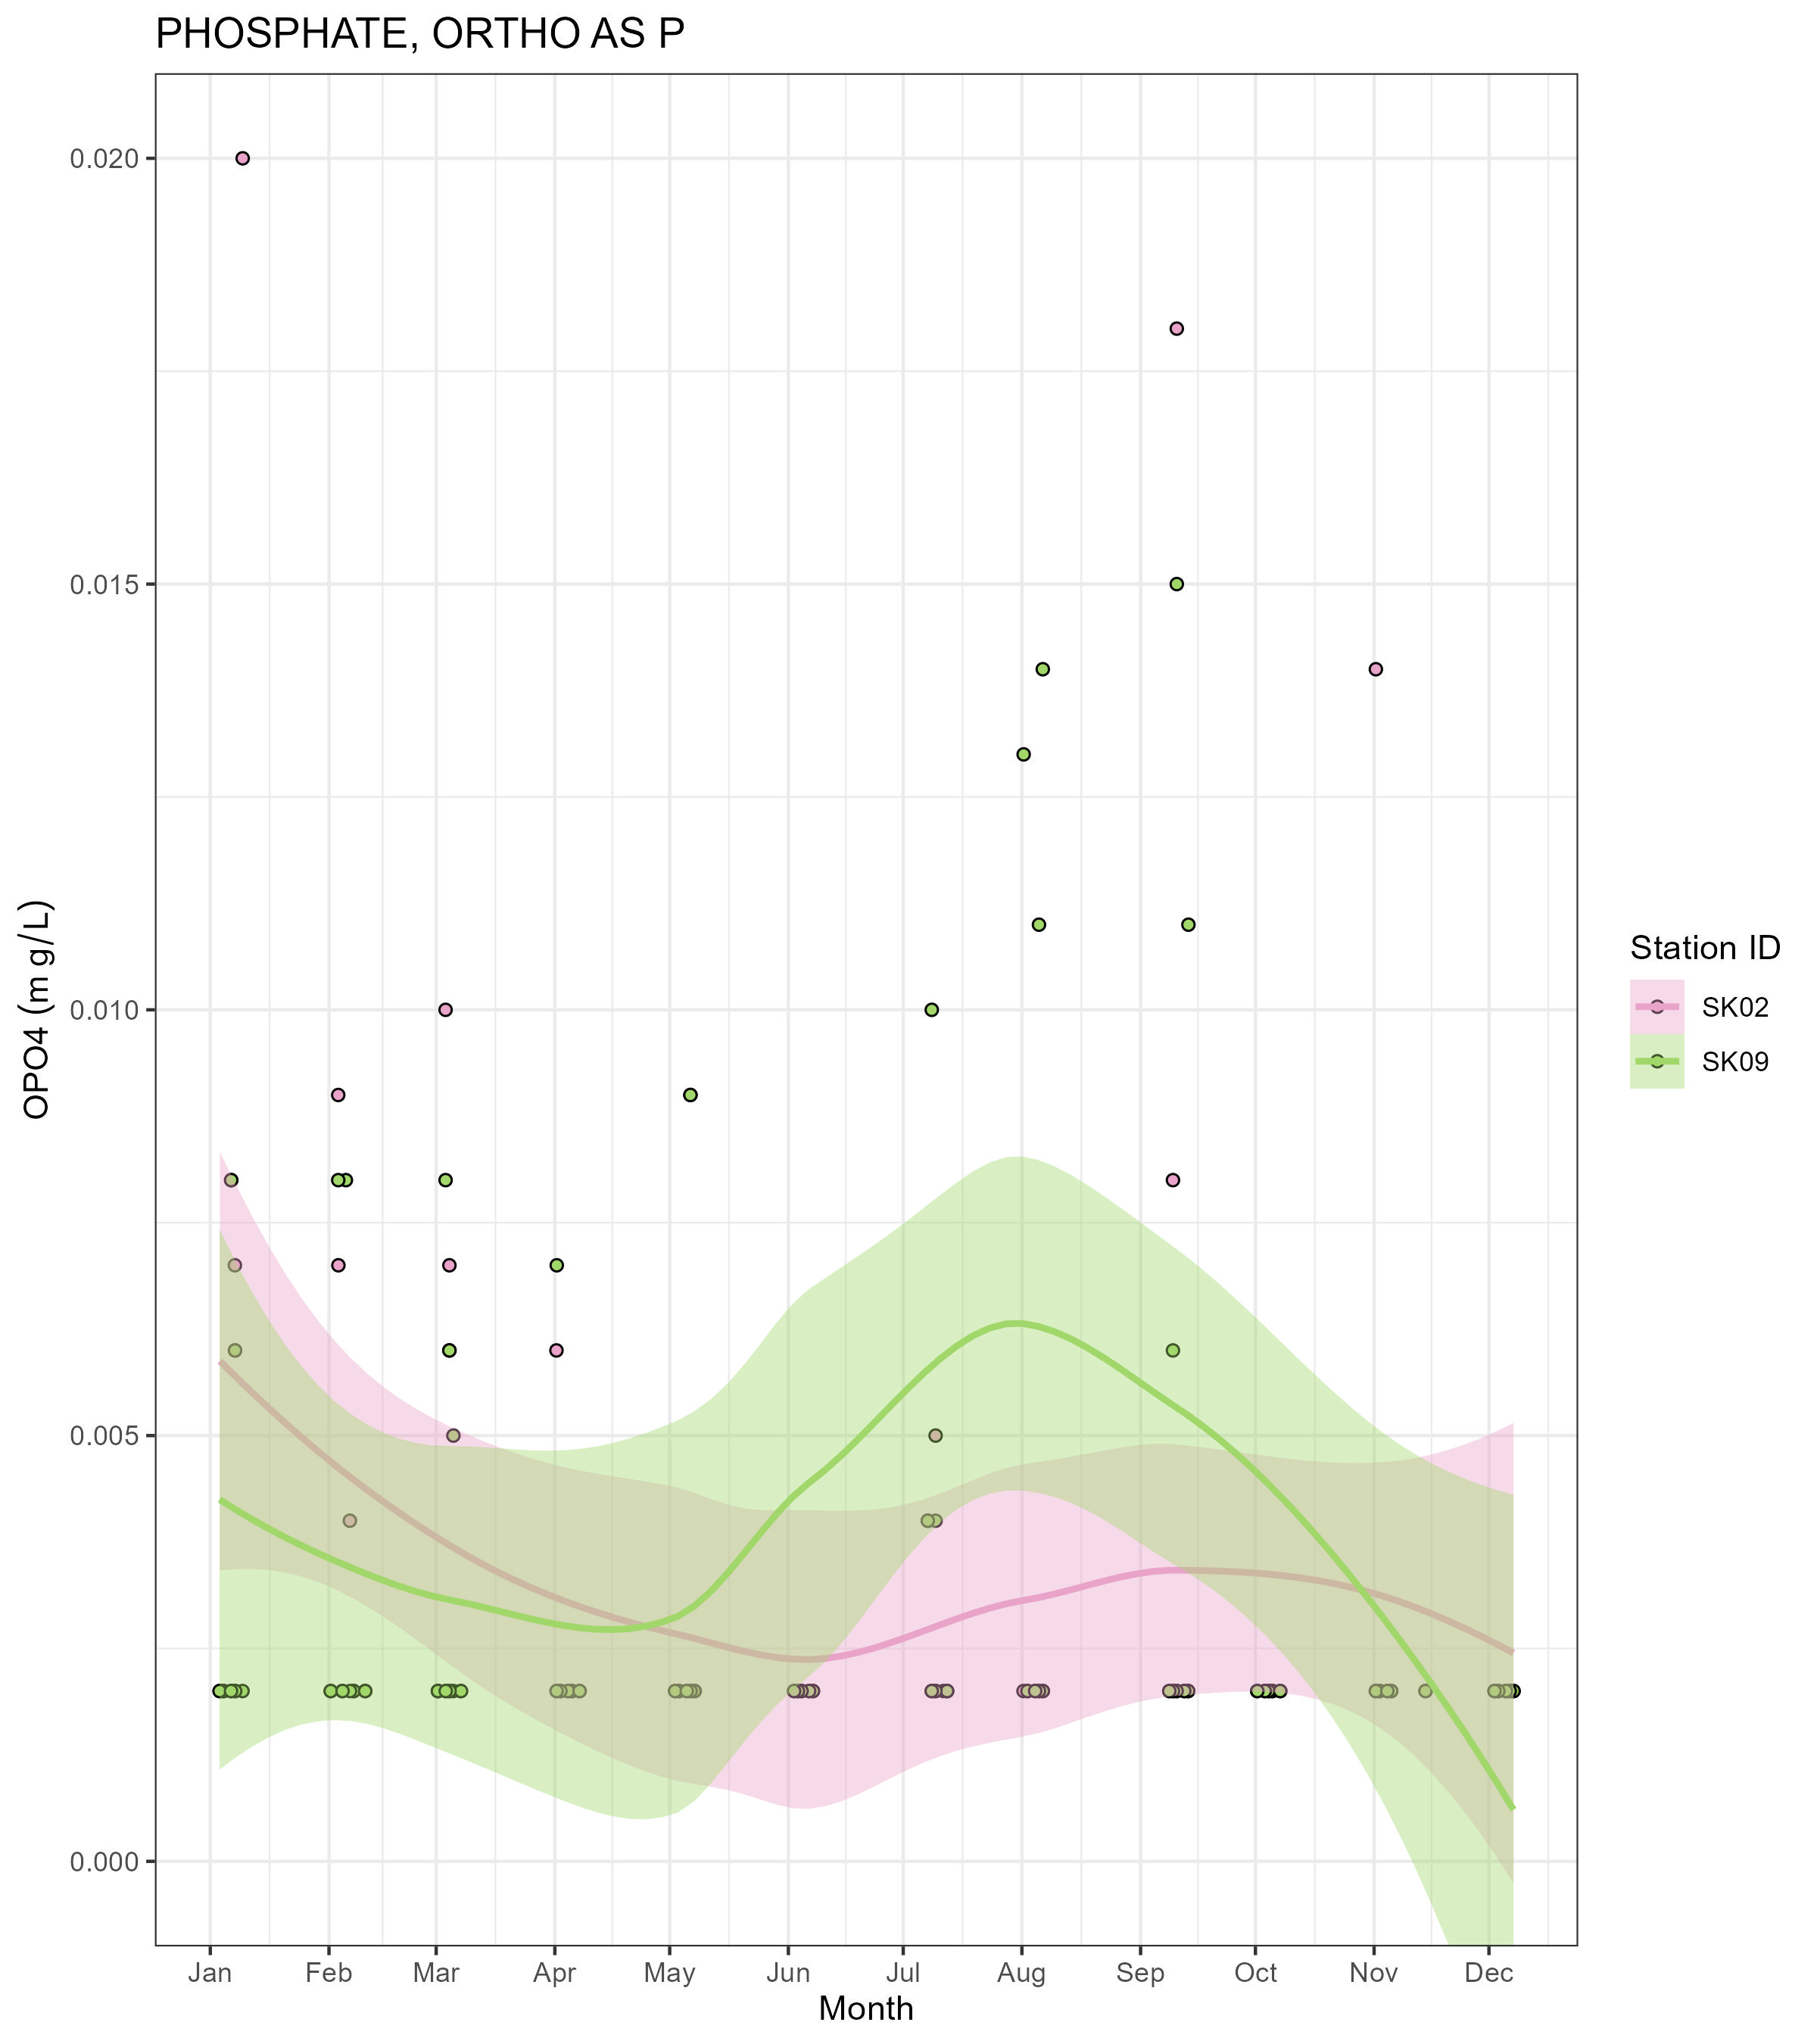 PHOSPHATE, ORTHO AS P
0.020
0.015
0.010
0.005
0.000
OPO4 (mg/L)
Jan Feb Mar Apr May Jun Jul Aug Sep Oct Nov Dec
Month
Station ID
SK02
SK09